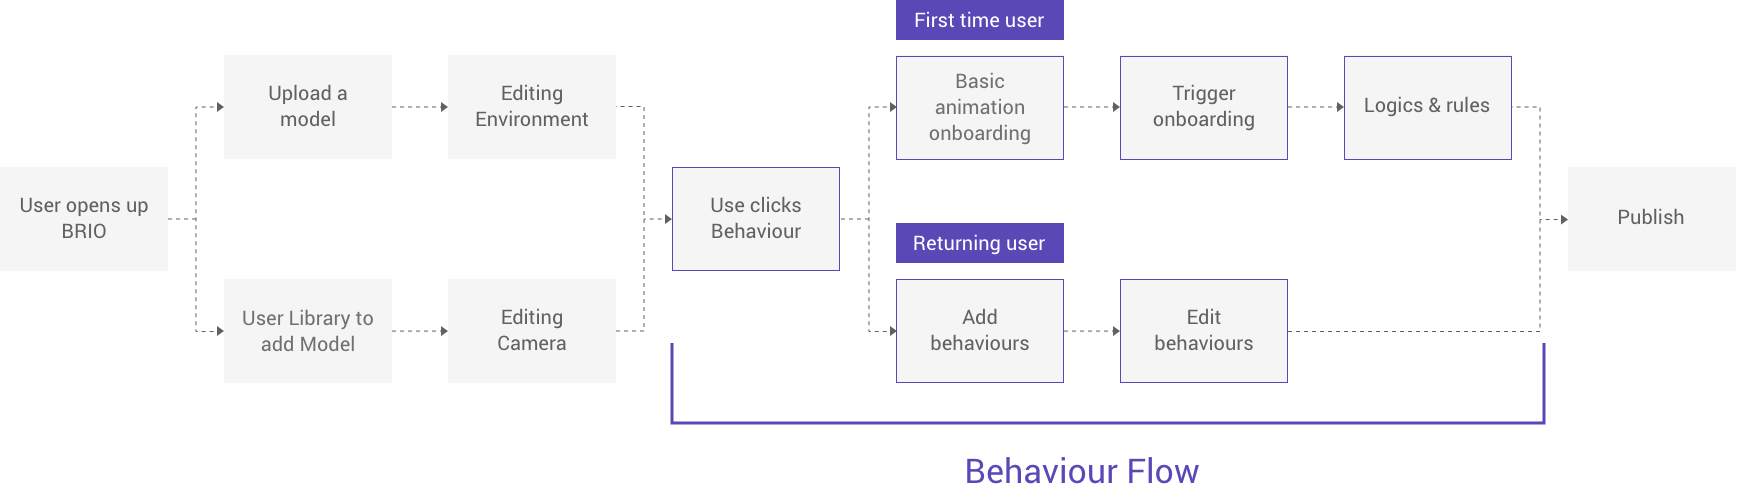 First time user
Upload a
model
Editing
Environment
Basic
animation
onboarding
Trigger
onboarding
Logics & rules
User opens up
BRIO
Use clicks
Behaviour
Publish
Returning user
User Library to
add Model
Editing
Camera
Add
behaviours
Edit
behaviours
Behaviour Flow